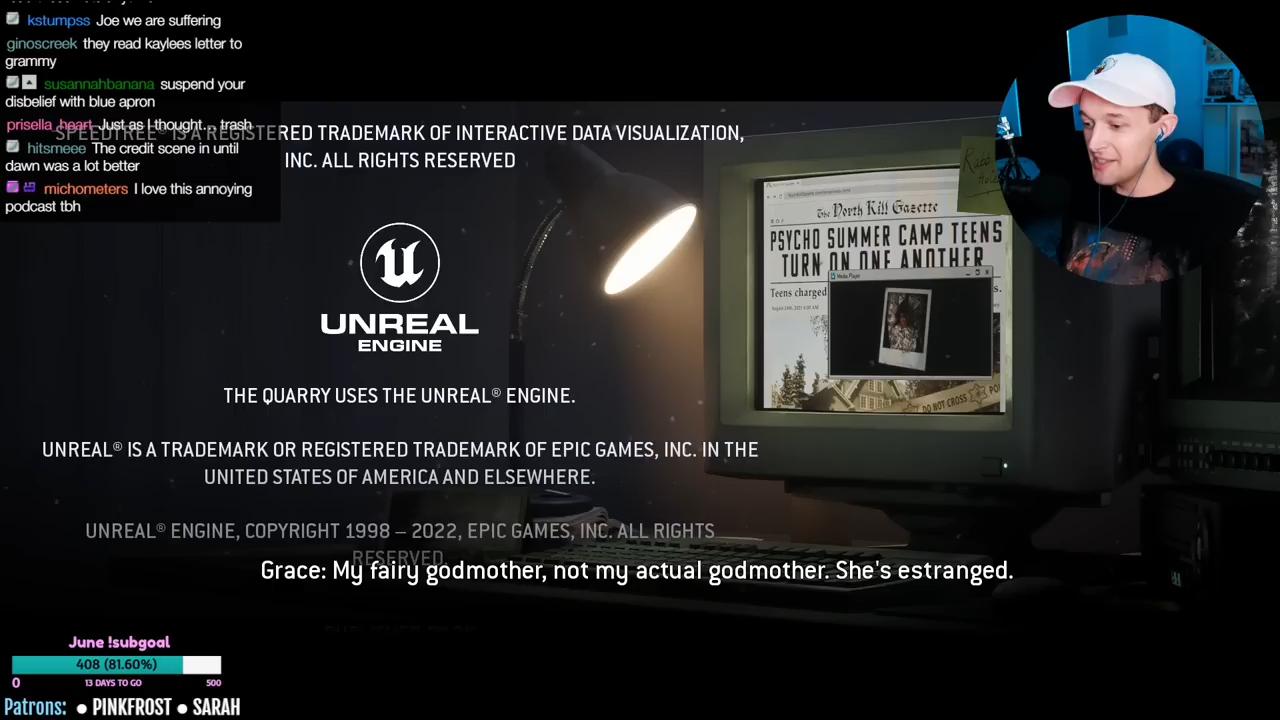 kstumpss Joe we are suffering
ginoscreek they read kaylees letter to
grammy
susannahbanana suspend your
disbelief with blue apron
prisella_heart Just as I thought... trash
hitsmeee The credit scene in until
dawn was a lot better
michometers I love this annoying
podcast tbh
SPEEDTREE® IS A REGISTERED TRADEMARK OF INTERACTIVE DATA VISUALIZATION,
INC. ALL RIGHTS RESERVED
UNREAL
ENGINE
THE QUARRY USES THE UNREAL® ENGINE.
UNREAL® IS A TRADEMARK OR REGISTERED TRADEMARK OF EPIC GAMES, INC. IN THE
UNITED STATES OF AMERICA AND ELSEWHERE.
UNREAL® ENGINE, COPYRIGHT 1998 – 2022, EPIC GAMES, INC. ALL RIGHTS
RESERVED
Grace: My fairy godmother, not my actual godmother. She's estranged.
The North Kill Gazette
PSYCHO SUMMER CAMP TEENS
TURN ON ONE ANOTHER
Teens charged
Media Player
DO NOT CROSS
June !subgoal
408 (81.60%)
0 13 DAYS TO GO 500
Patrons: ● PINKFROST ● SARAH